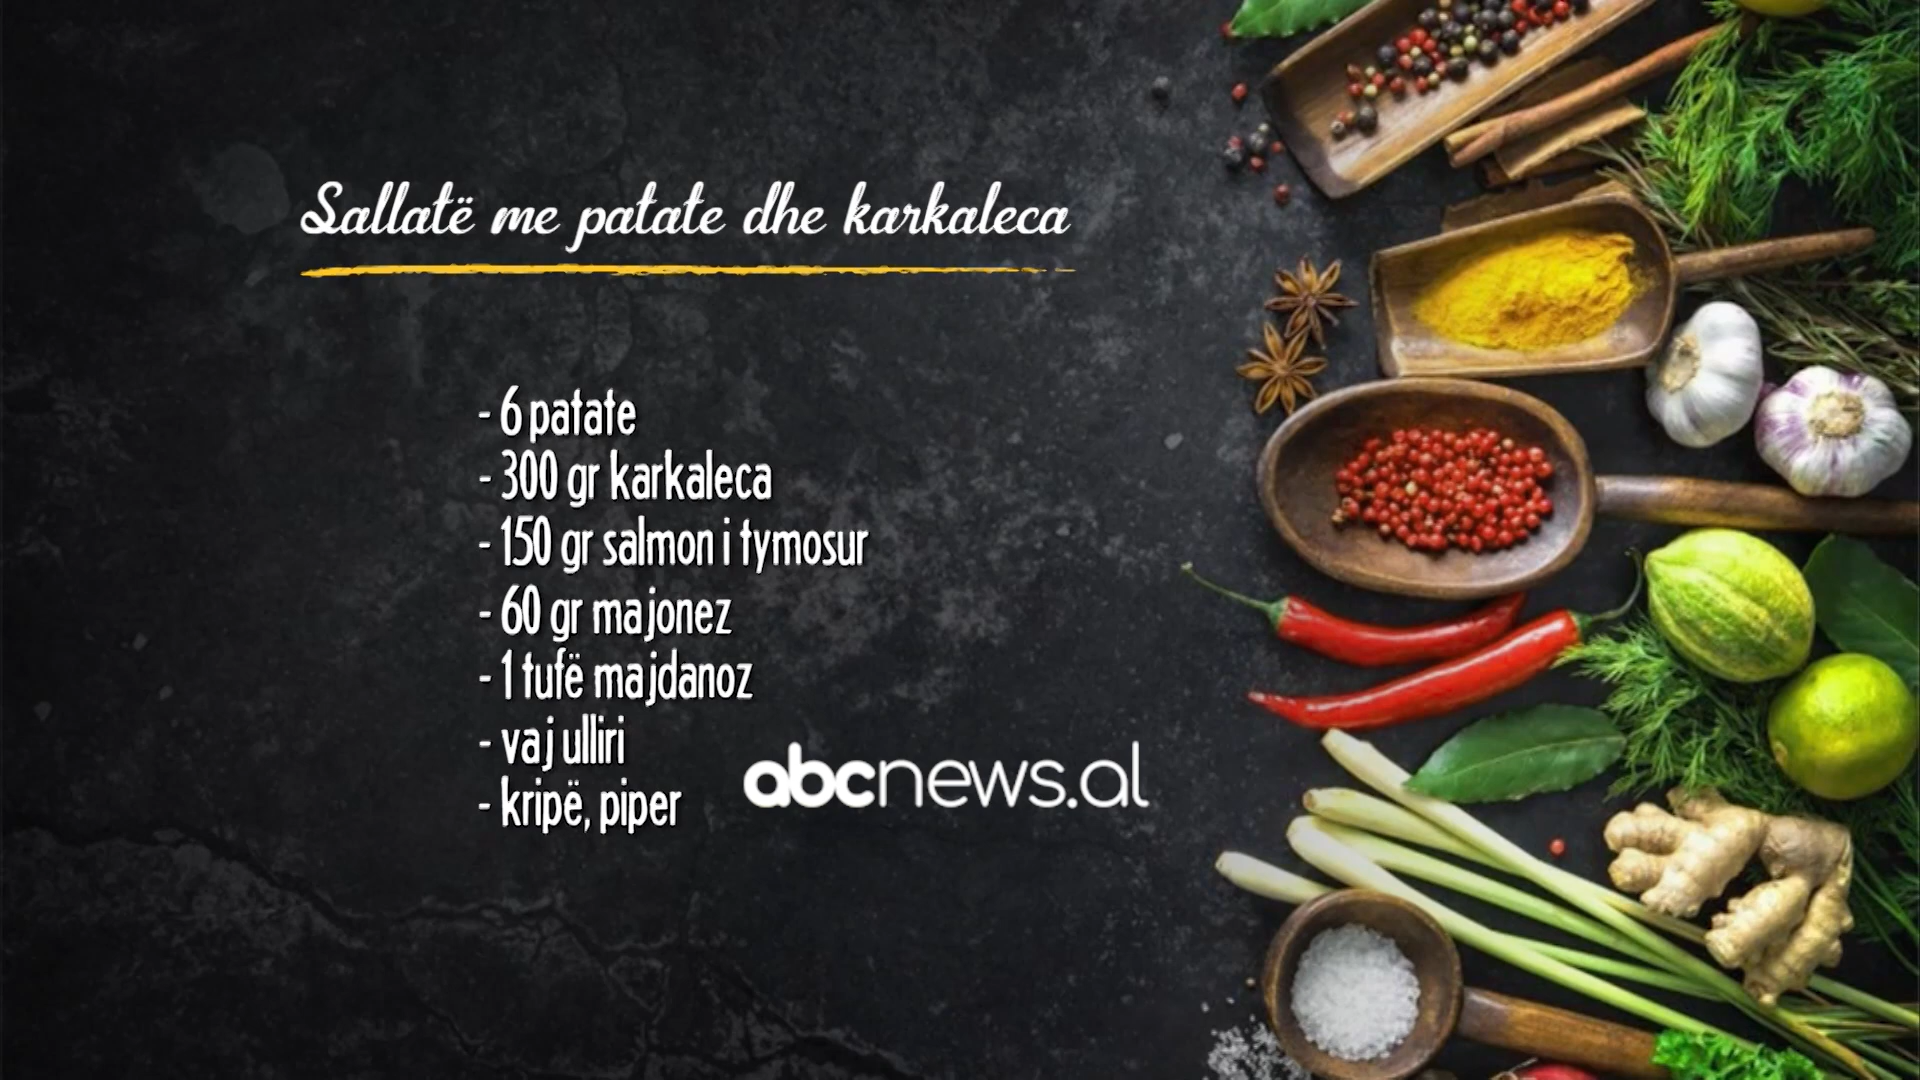 Sallatë me patate dhe karkaleca
- 6 patate
- 300 gr karkaleca
- 150 gr salmon i tymosur
- 60 gr majonez
- 1 tufë majdanoz
- vaj ulliri
- kripë, piper
abcnews.al